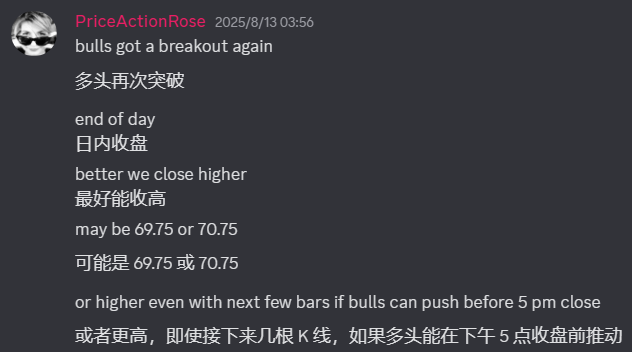 PriceActionRose 2025/8/13 03:56
bulls got a breakout again
多头再次突破
end of day
日内收盘
better we close higher
最好能收高
may be 69.75 or 70.75
可能是 69.75 或 70.75
or higher even with next few bars if bulls can push before 5 pm close
或者更高，即使接下来几根 K 线，如果多头能在下午 5 点收盘前推动